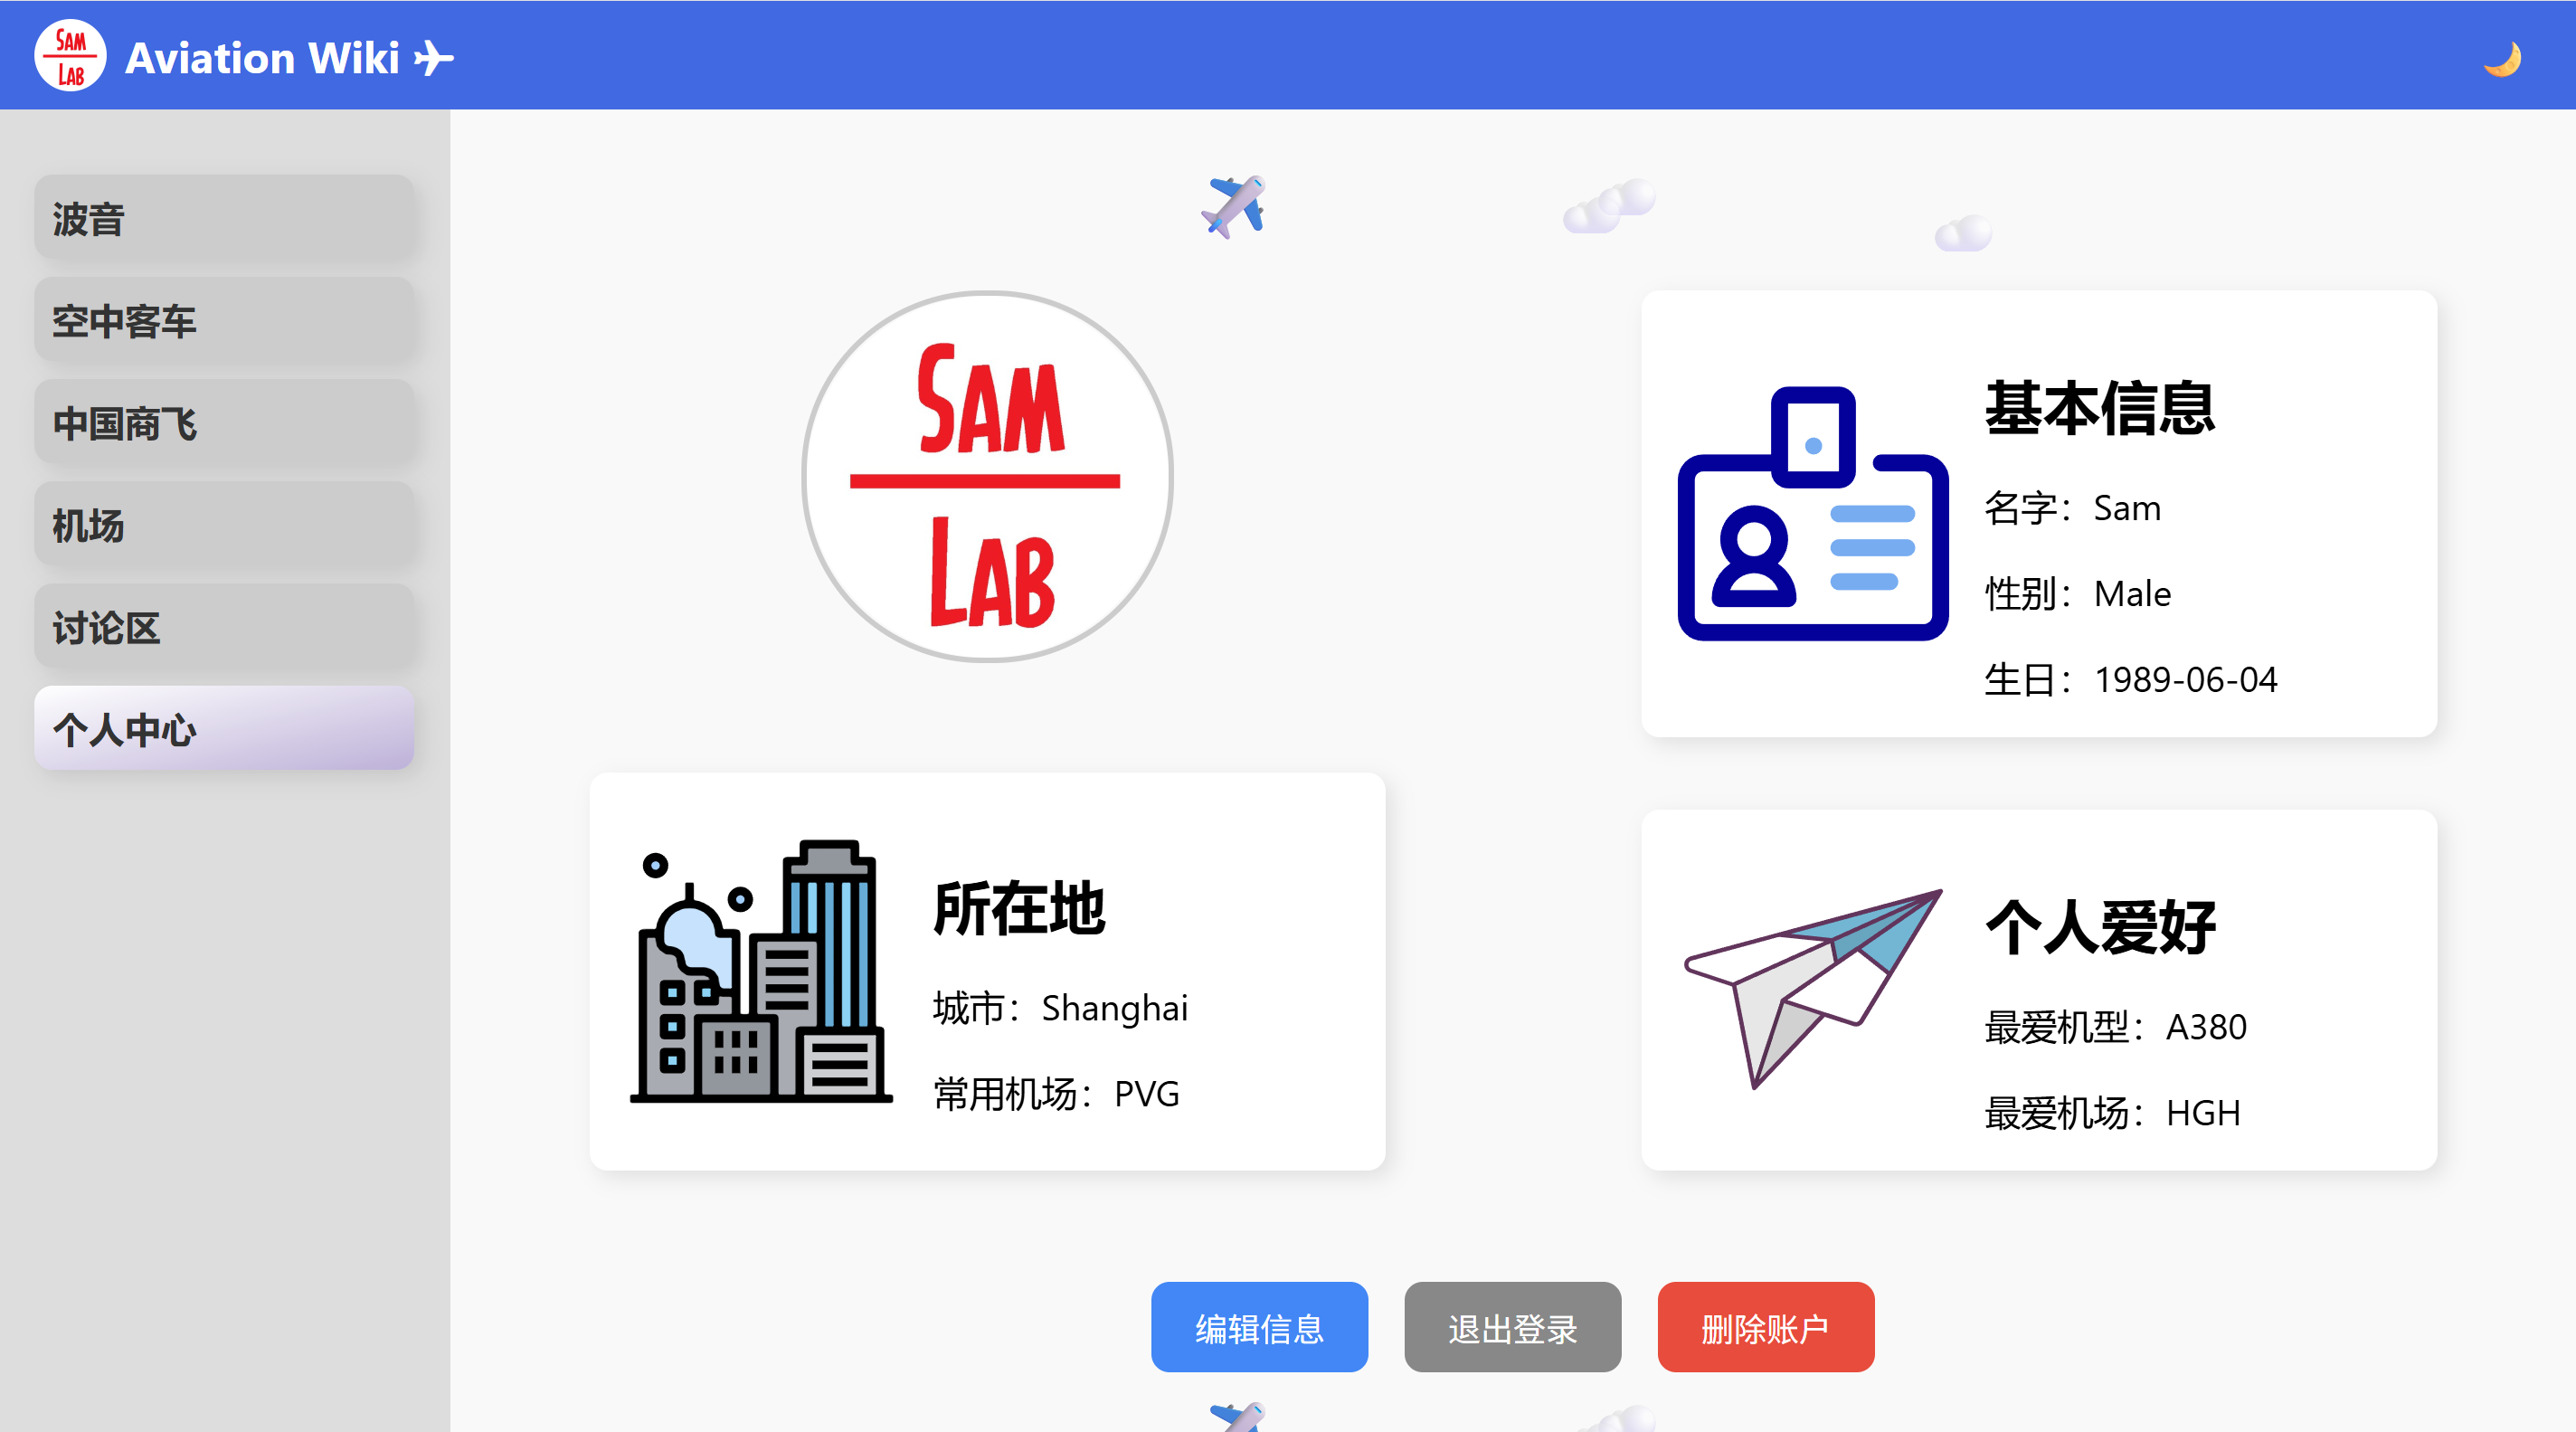 SAM
LAB
Aviation Wiki
波音
空中客车
中国商飞
机场
讨论区
个人中心
SAM
LAB
基本信息
名字：Sam
性别：Male
生日：1989-06-04
所在地
城市：Shanghai
常用机场：PVG
个人爱好
最爱机型：A380
最爱机场：HGH
编辑信息
退出登录
删除账户